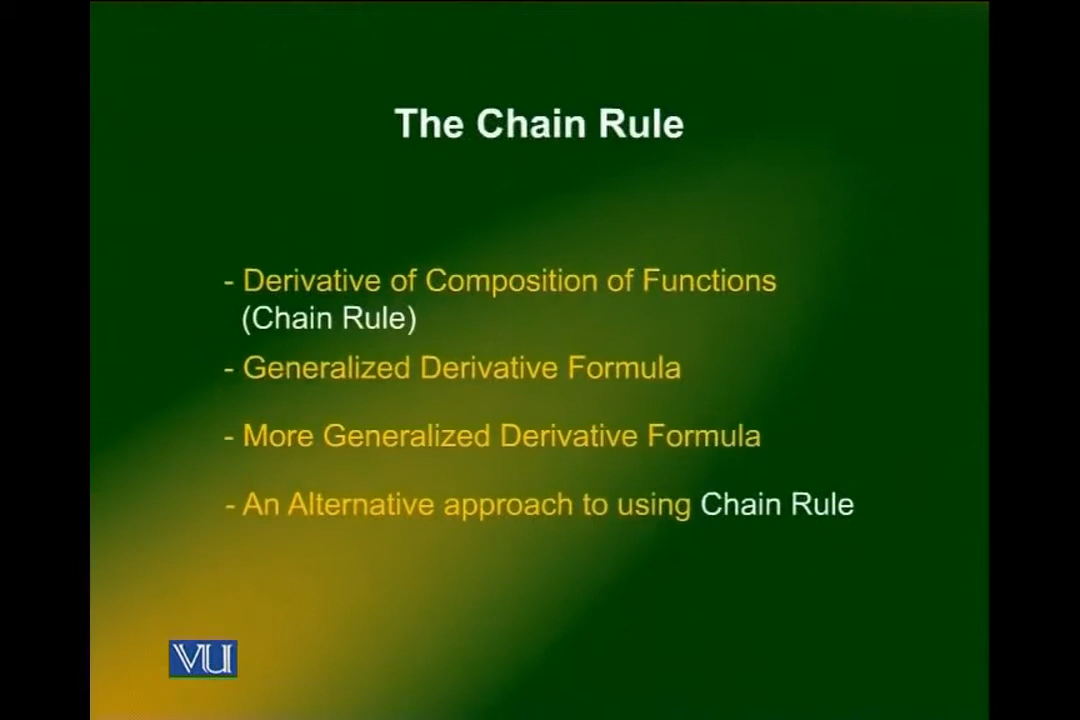 The Chain Rule
- Derivative of Composition of Functions
(Chain Rule)
- Generalized Derivative Formula
- More Generalized Derivative Formula
- An Alternative approach to using Chain Rule
VU